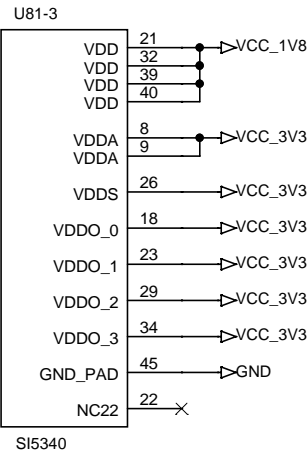 U81-3
VDD 21 VCC_1V8
VDD 32
VDD 39
VDD 40
VDDA 8 VCC_3V3
VDDA 9
VDDS 26 VCC_3V3
VDDO_0 18 VCC_3V3
VDDO_1 23 VCC_3V3
VDDO_2 29 VCC_3V3
VDDO_3 34 VCC_3V3
GND_PAD 45 GND
NC22 22
SI5340